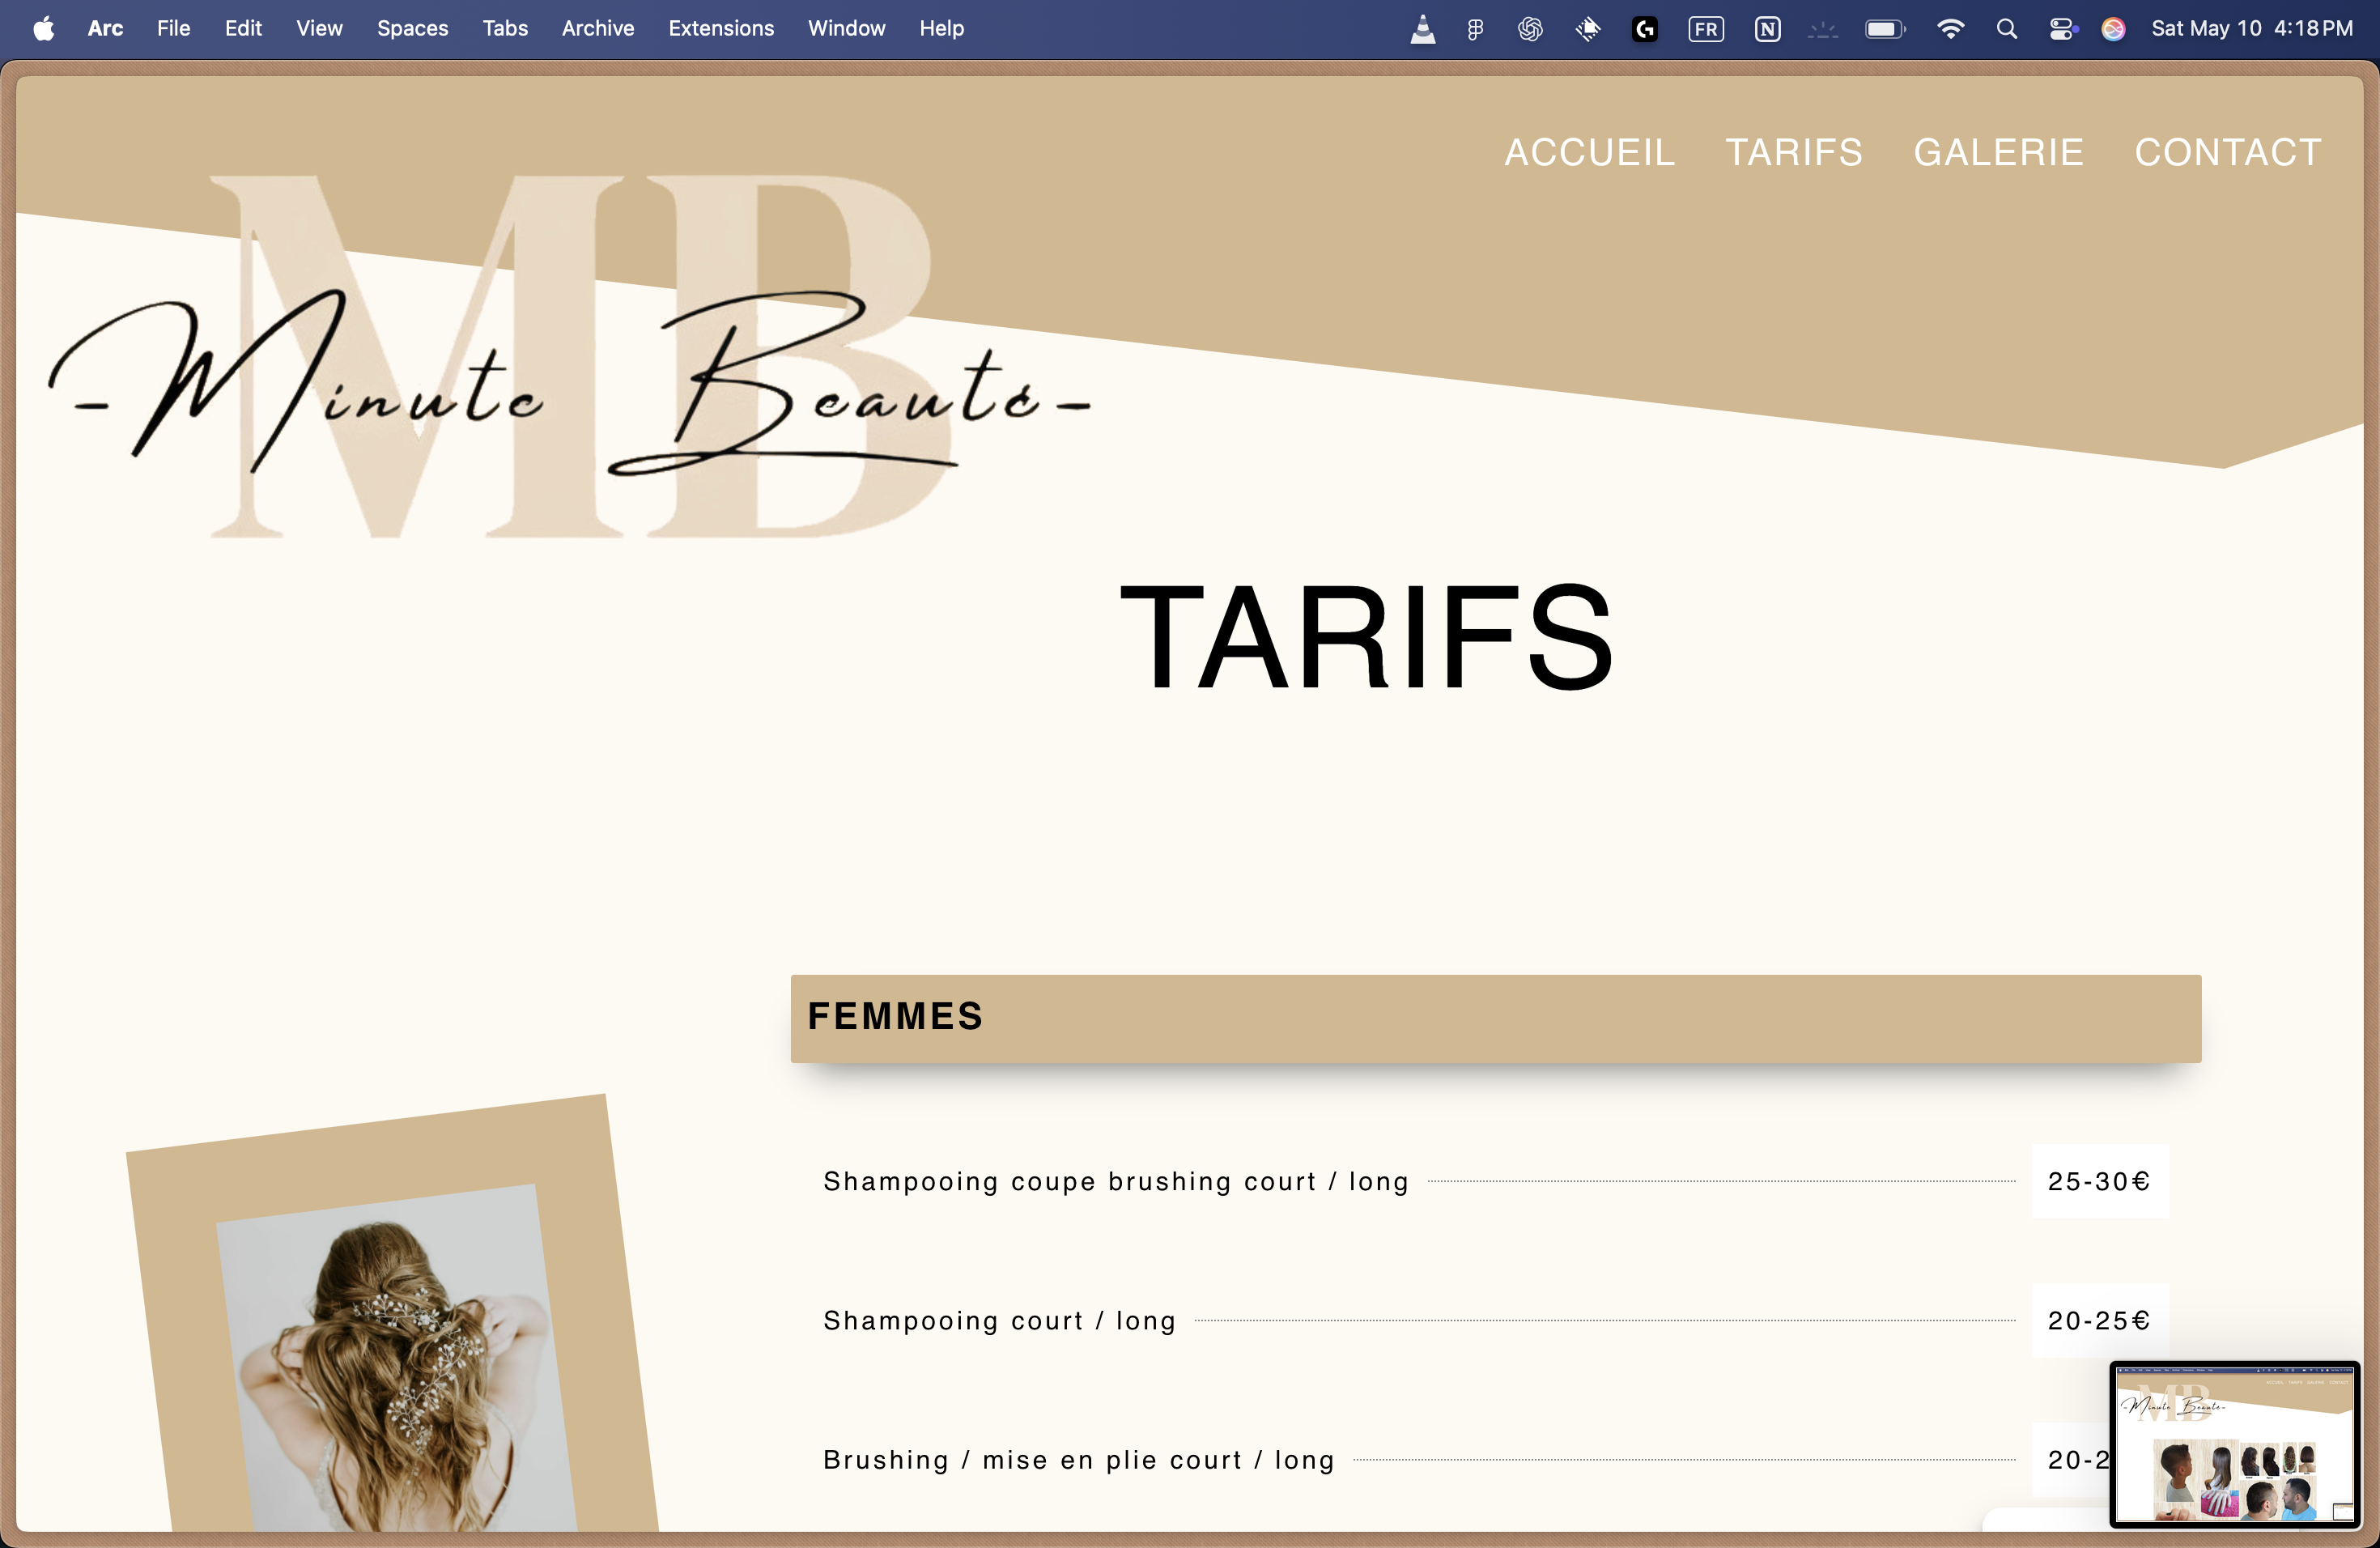 Arc File Edit View Spaces Tabs Archive Extensions Window Help FR Sat May 10 4:18 PM
ACCUEIL TARIFS GALERIE CONTACT
MB
-Minute Beauté-
TARIFS
FEMMES
Shampooing coupe brushing court / long 25-30€
Shampooing court / long 20-25€
Brushing / mise en plie court / long 20-2